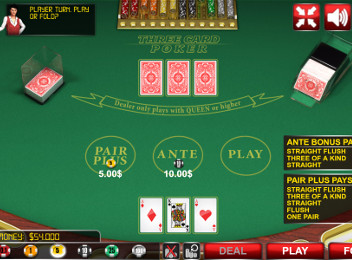 PLAYER TURN. PLAY
OR FOLD?
THREE CARD
POKER
Dealer only plays with QUEEN or higher
PAIR
PLUS
5.00$
ANTE
10.00$
PLAY
ANTE BONUS PA
STRAIGHT FLUSH
THREE OF A KIND
STRAIGHT
PAIR PLUS PAYS
STRAIGHT FLUSH
THREE OF A KIND
STRAIGHT
FLUSH
ONE PAIR
MONEY: $54.000
DEAL
PLAY
FO